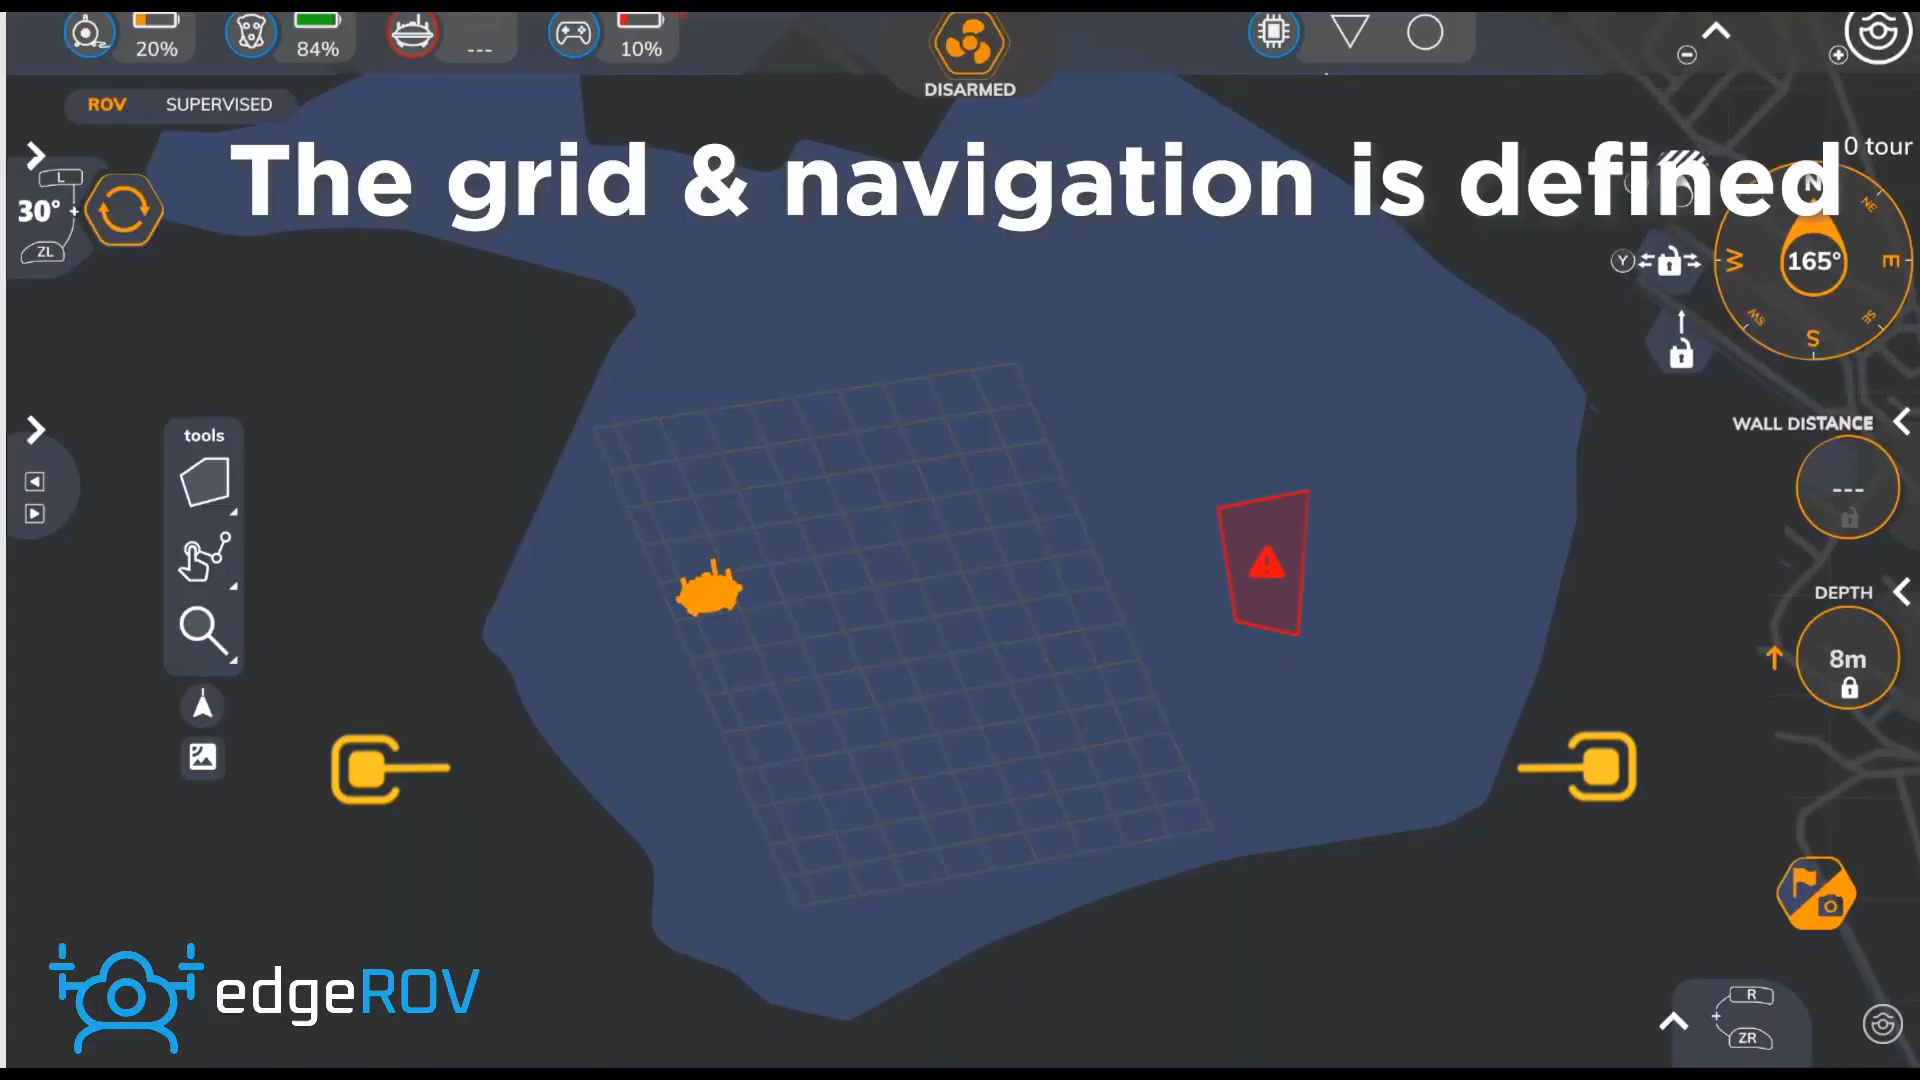 20%
84%
---
10%
DISARMED
ROV SUPERVISED
The grid & navigation is defined
0 tour
L
30°
ZL
N
NE
E
SE
S
SW
W
165°
Y
WALL DISTANCE
---
tools
DEPTH
8m
edgeROV
R
ZR